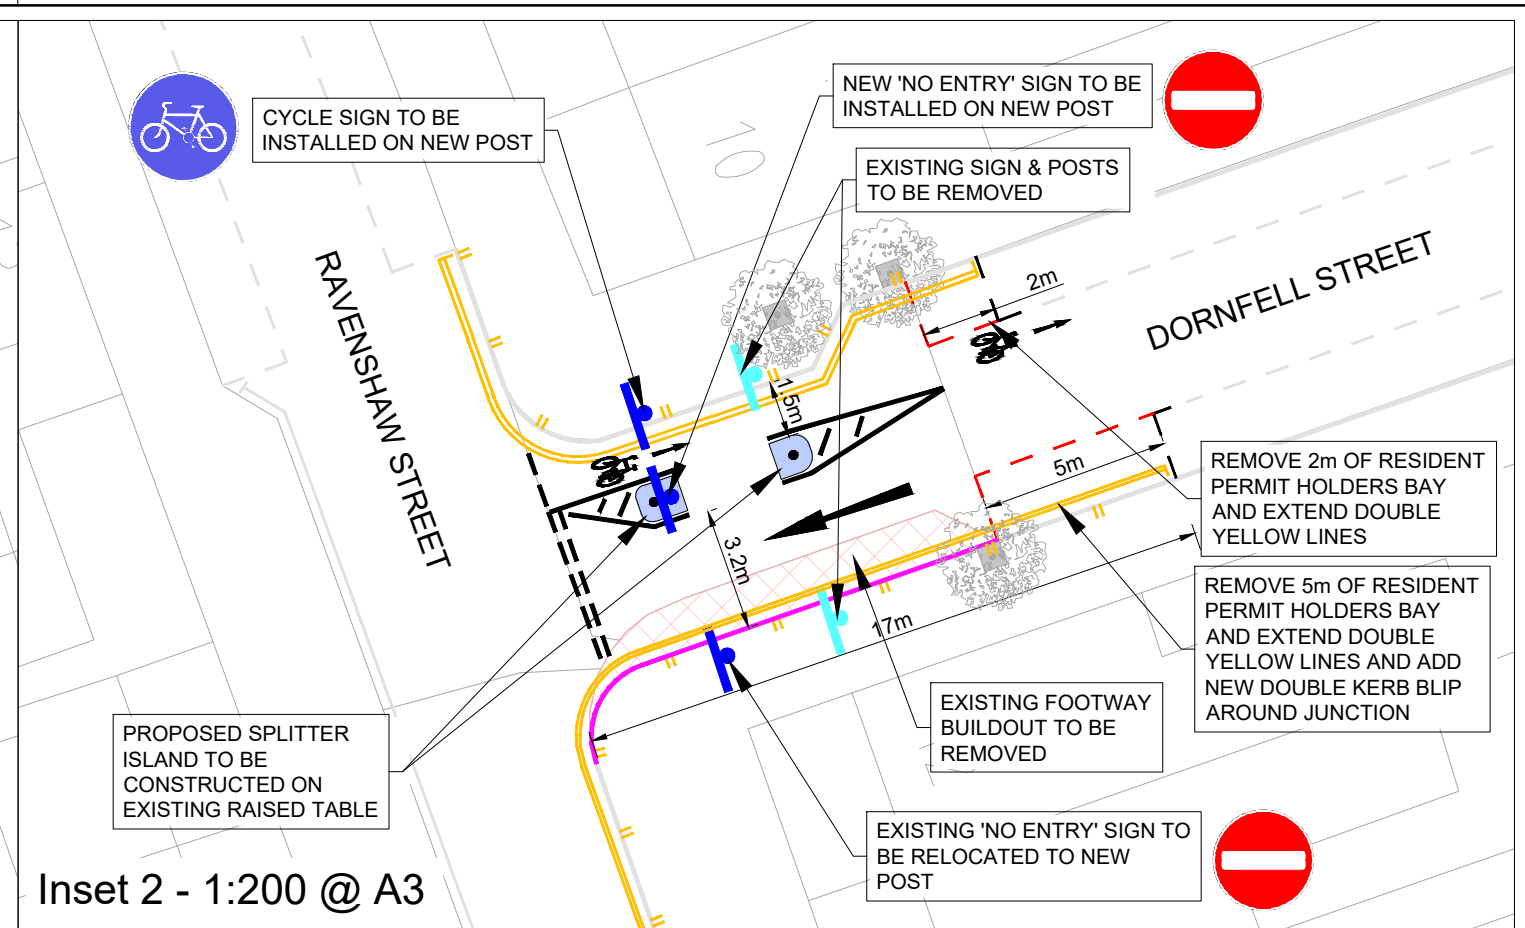 CYCLE SIGN TO BE
INSTALLED ON NEW POST
NEW 'NO ENTRY' SIGN TO BE
INSTALLED ON NEW POST
EXISTING SIGN & POSTS
TO BE REMOVED
10
RAVENSHAW STREET
DORNFELL STREET
2m
1.5m
5m
3.2m
17m
REMOVE 2m OF RESIDENT
PERMIT HOLDERS BAY
AND EXTEND DOUBLE
YELLOW LINES
REMOVE 5m OF RESIDENT
PERMIT HOLDERS BAY
AND EXTEND DOUBLE
YELLOW LINES AND ADD
NEW DOUBLE KERB BLIP
AROUND JUNCTION
EXISTING FOOTWAY
BUILDOUT TO BE
REMOVED
PROPOSED SPLITTER
ISLAND TO BE
CONSTRUCTED ON
EXISTING RAISED TABLE
EXISTING 'NO ENTRY' SIGN TO
BE RELOCATED TO NEW
POST
Inset 2 - 1:200 @ A3